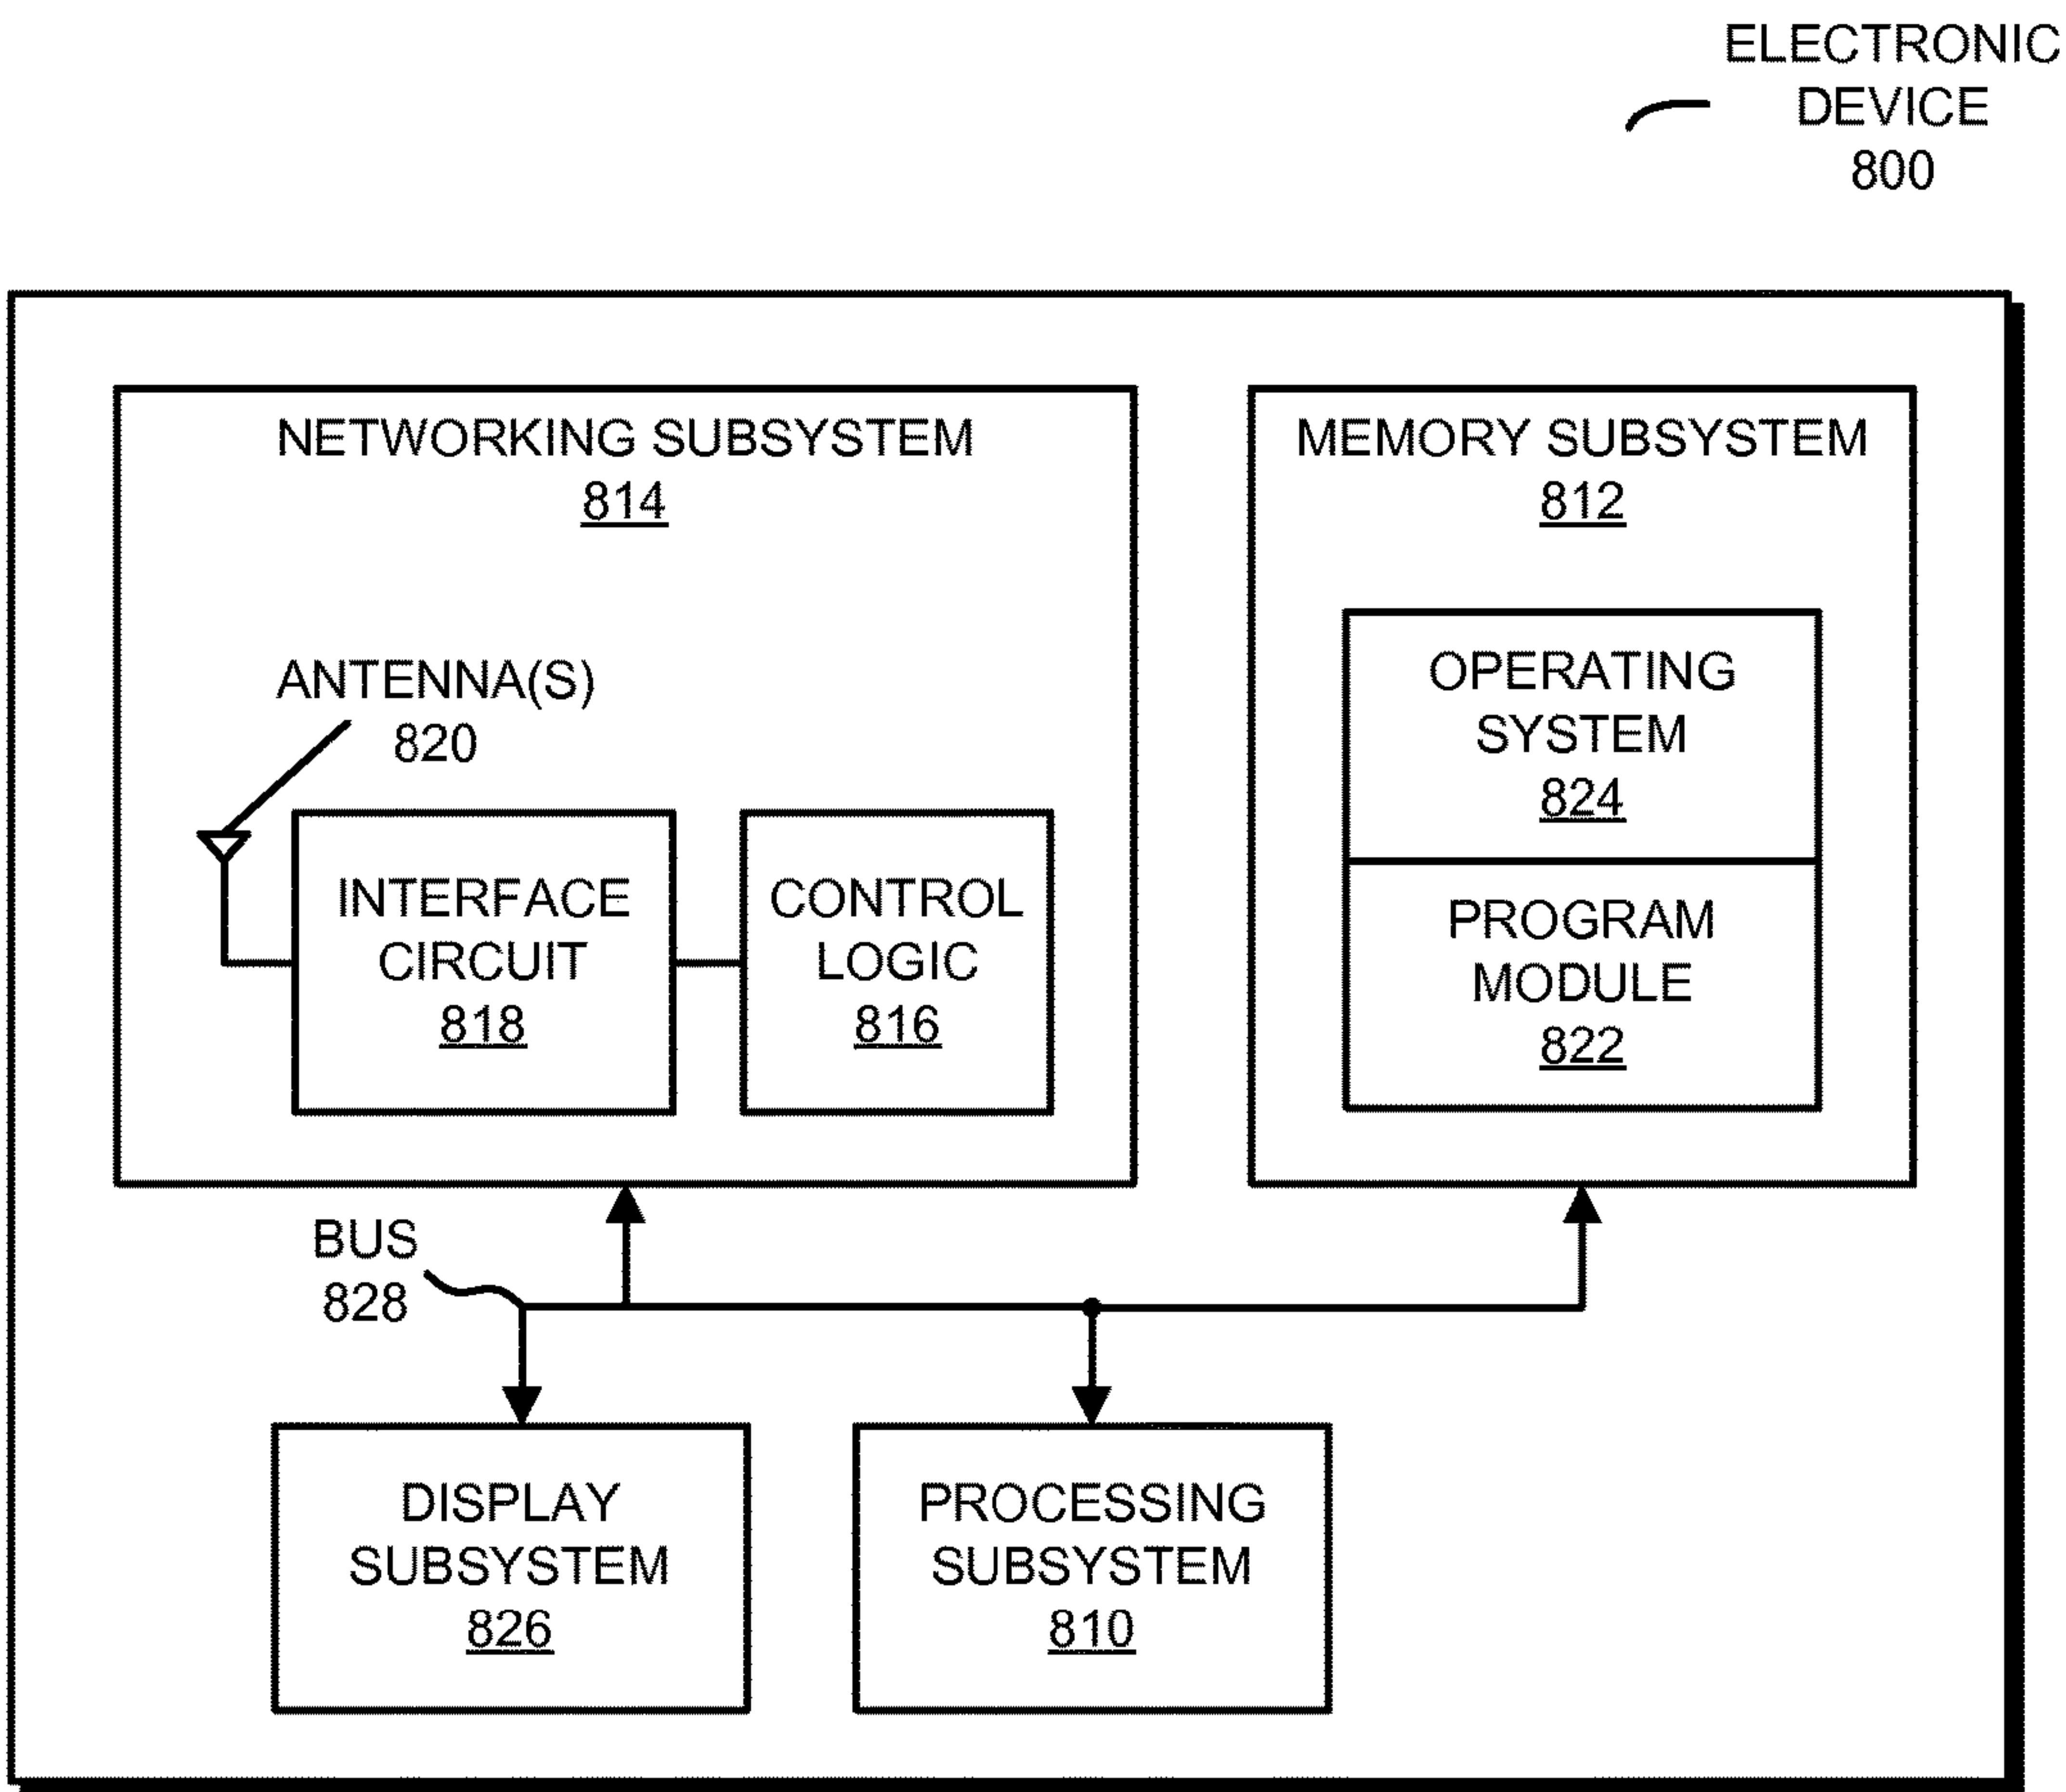 ELECTRONIC
DEVICE
800
NETWORKING SUBSYSTEM
814
MEMORY SUBSYSTEM
812
ANTENNA(S)
820
INTERFACE
CIRCUIT
818
CONTROL
LOGIC
816
OPERATING
SYSTEM
824
PROGRAM
MODULE
822
BUS
828
DISPLAY
SUBSYSTEM
826
PROCESSING
SUBSYSTEM
810